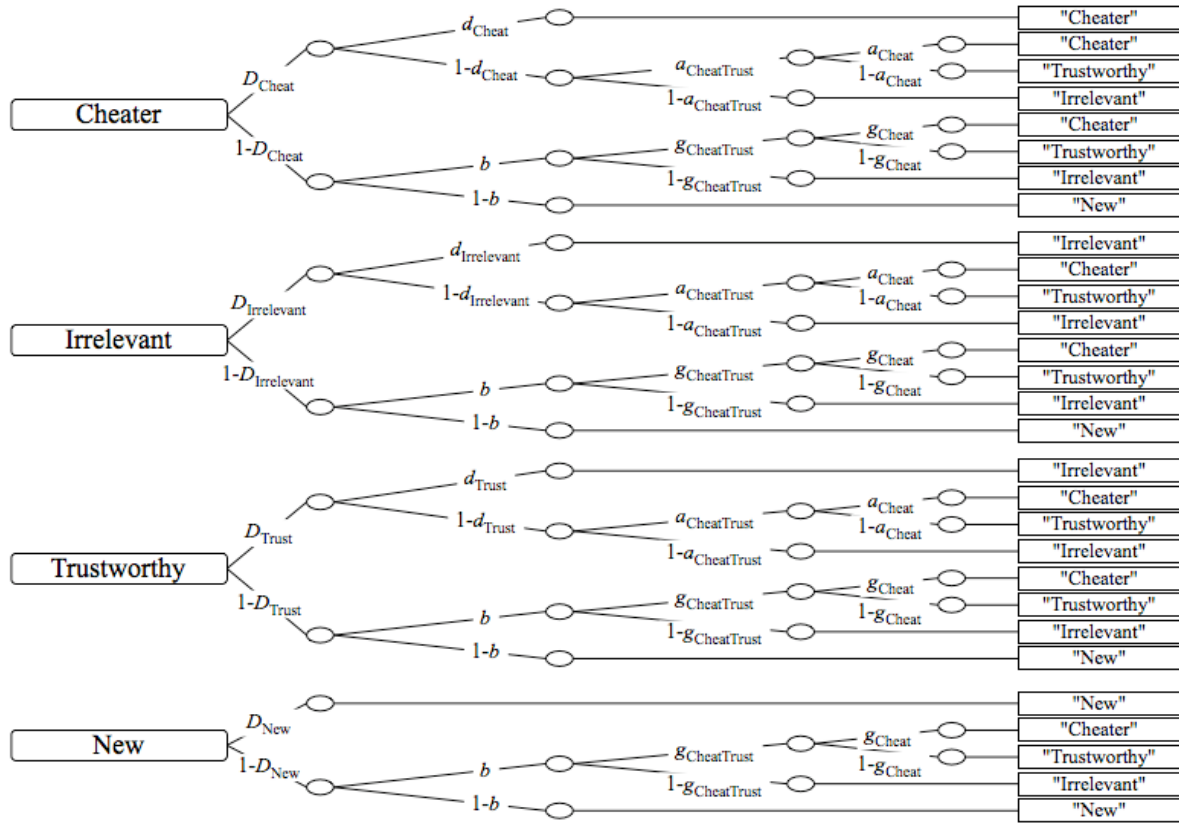 d_Cheat "Cheater"
D_Cheat a_Cheat "Cheater"
1-d_Cheat a_CheatTrust 1-a_Cheat "Trustworthy"
Cheater 1-a_CheatTrust "Irrelevant"
1-D_Cheat g_Cheat "Cheater"
b g_CheatTrust 1-g_Cheat "Trustworthy"
1-g_CheatTrust "Irrelevant"
1-b "New"
d_Irrelevant "Irrelevant"
D_Irrelevant a_Cheat "Cheater"
1-d_Irrelevant a_CheatTrust 1-a_Cheat "Trustworthy"
Irrelevant 1-a_CheatTrust "Irrelevant"
1-D_Irrelevant g_Cheat "Cheater"
b g_CheatTrust 1-g_Cheat "Trustworthy"
1-g_CheatTrust "Irrelevant"
1-b "New"
d_Trust "Irrelevant"
D_Trust a_Cheat "Cheater"
1-d_Trust a_CheatTrust 1-a_Cheat "Trustworthy"
Trustworthy 1-a_CheatTrust "Irrelevant"
1-D_Trust g_Cheat "Cheater"
b g_CheatTrust 1-g_Cheat "Trustworthy"
1-g_CheatTrust "Irrelevant"
1-b "New"
D_New "New"
New g_Cheat "Cheater"
1-D_New b g_CheatTrust 1-g_Cheat "Trustworthy"
1-g_CheatTrust "Irrelevant"
1-b "New"